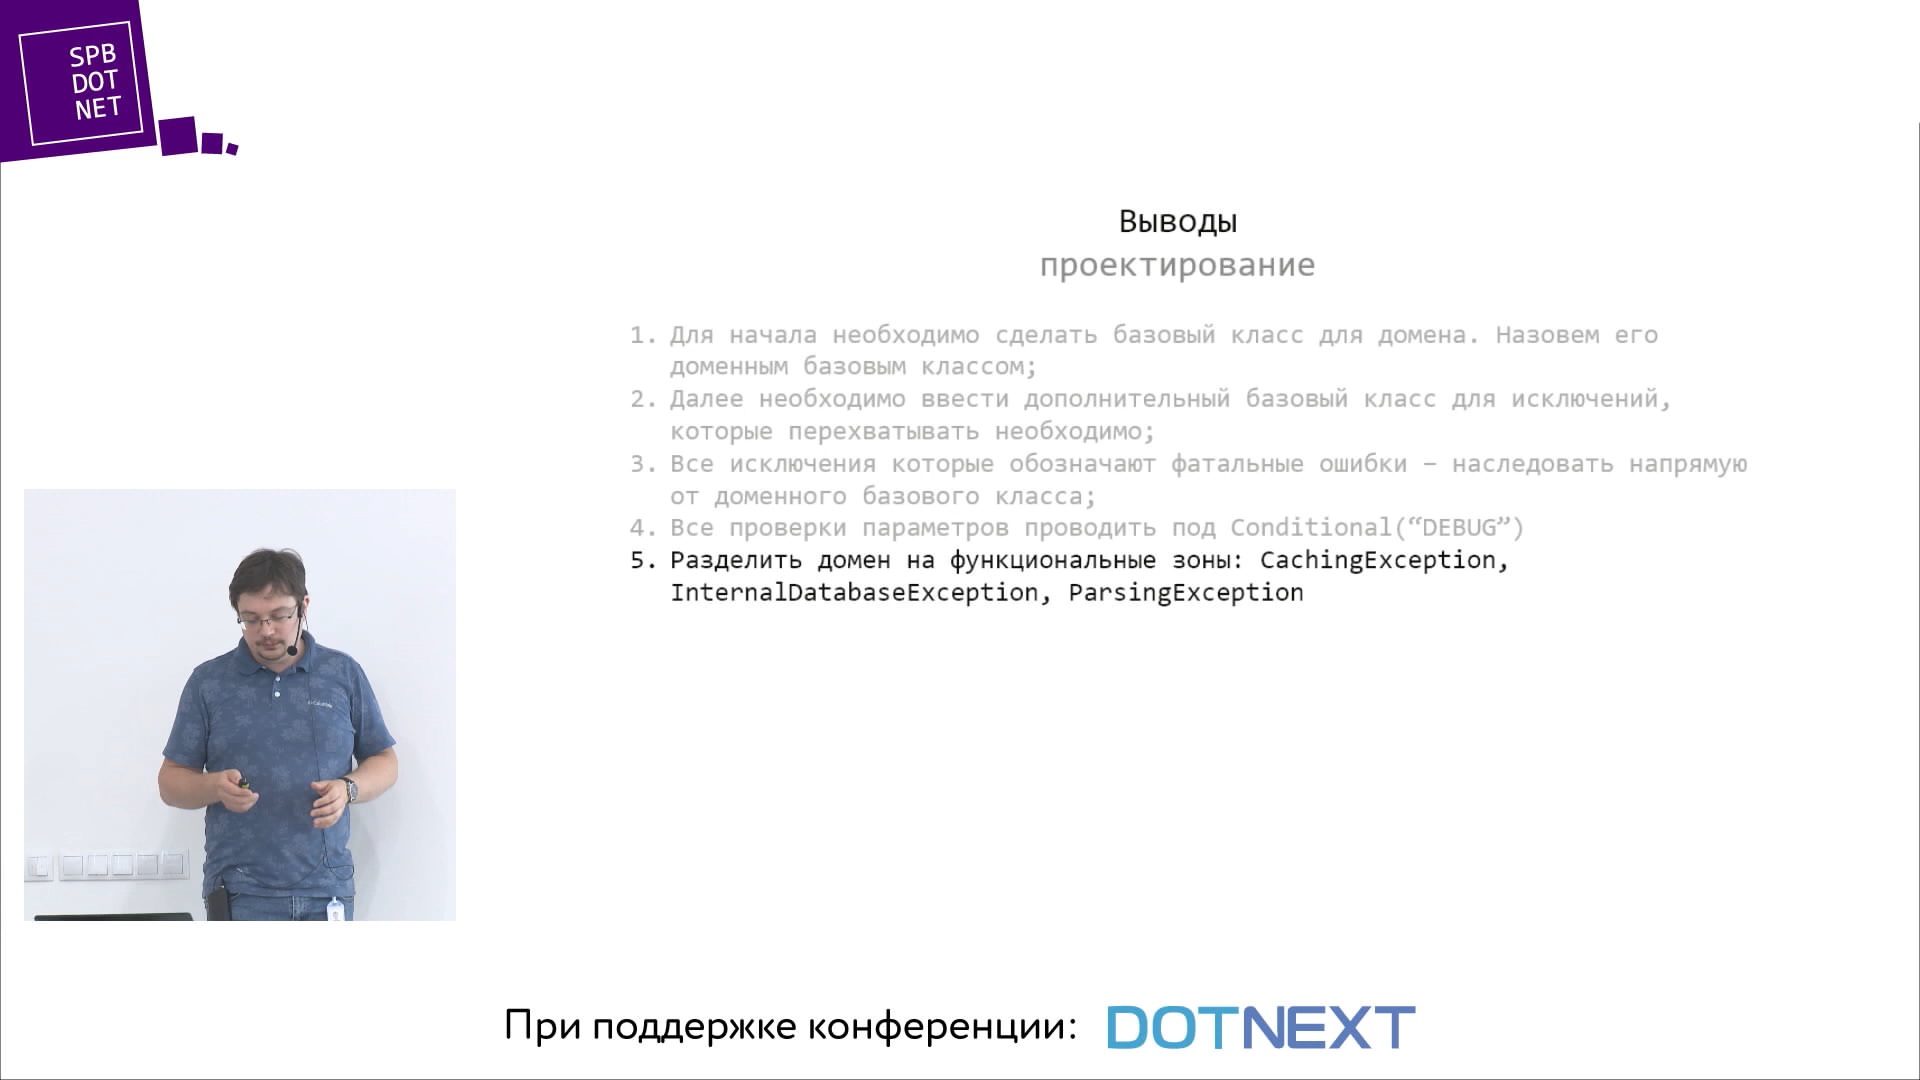 SPB
DOT
NET
Выводы
проектирование
1. Для начала необходимо сделать базовый класс для домена. Назовем его
доменным базовым классом;
2. Далее необходимо ввести дополнительный базовый класс для исключений,
которые перехватывать необходимо;
3. Все исключения которые обозначают фатальные ошибки – наследовать напрямую
от доменного базового класса;
4. Все проверки параметров проводить под Conditional(“DEBUG”)
5. Разделить домен на функциональные зоны: CachingException,
InternalDatabaseException, ParsingException
При поддержке конференции: DOTNEXT